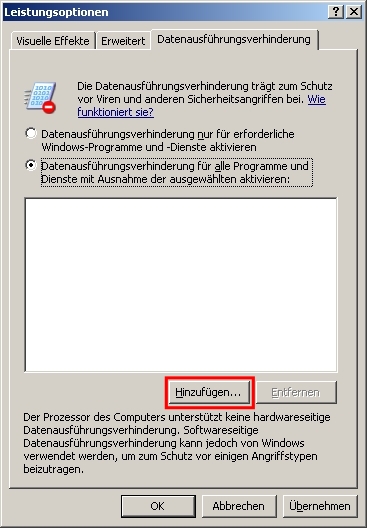 Leistungsoptionen
Visuelle Effekte
Erweitert
Datenausführungsverhinderung
Die Datenausführungsverhinderung trägt zum Schutz
vor Viren und anderen Sicherheitsangriffen bei. Wie
funktioniert sie?
Datenausführungsverhinderung nur für erforderliche
Windows-Programme und -Dienste aktivieren
Datenausführungsverhinderung für alle Programme und
Dienste mit Ausnahme der ausgewählten aktivieren:
Hinzufügen...
Entfernen
Der Prozessor des Computers unterstützt keine hardwareseitige
Datenausführungsverhinderung. Softwareseitige
Datenausführungsverhinderung kann jedoch von Windows
verwendet werden, um zum Schutz vor einigen Angriffstypen
beizutragen.
OK
Abbrechen
Übernehmen